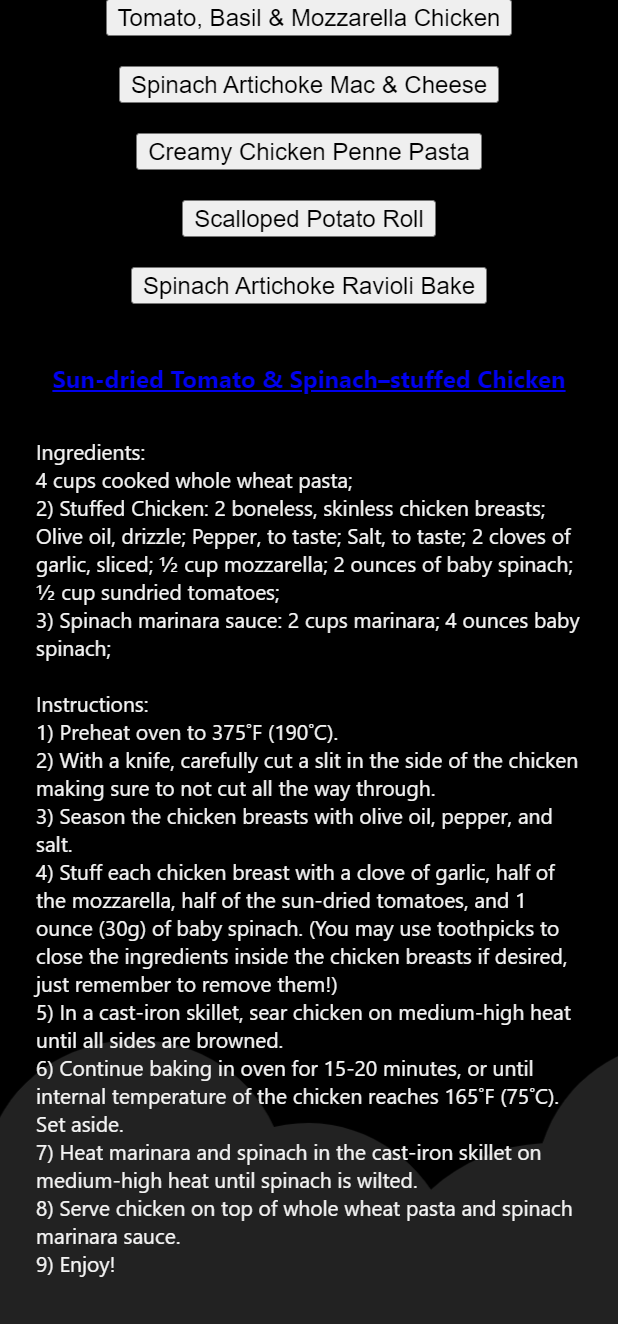 Tomato, Basil & Mozzarella Chicken
Spinach Artichoke Mac & Cheese
Creamy Chicken Penne Pasta
Scalloped Potato Roll
Spinach Artichoke Ravioli Bake
Sun-dried Tomato & Spinach–stuffed Chicken
Ingredients:
4 cups cooked whole wheat pasta;
2) Stuffed Chicken: 2 boneless, skinless chicken breasts;
Olive oil, drizzle; Pepper, to taste; Salt, to taste; 2 cloves of
garlic, sliced; ½ cup mozzarella; 2 ounces of baby spinach;
½ cup sundried tomatoes;
3) Spinach marinara sauce: 2 cups marinara; 4 ounces baby
spinach;
Instructions:
1) Preheat oven to 375˚F (190˚C).
2) With a knife, carefully cut a slit in the side of the chicken
making sure to not cut all the way through.
3) Season the chicken breasts with olive oil, pepper, and
salt.
4) Stuff each chicken breast with a clove of garlic, half of
the mozzarella, half of the sun-dried tomatoes, and 1
ounce (30g) of baby spinach. (You may use toothpicks to
close the ingredients inside the chicken breasts if desired,
just remember to remove them!)
5) In a cast-iron skillet, sear chicken on medium-high heat
until all sides are browned.
6) Continue baking in oven for 15-20 minutes, or until
internal temperature of the chicken reaches 165˚F (75˚C).
Set aside.
7) Heat marinara and spinach in the cast-iron skillet on
medium-high heat until spinach is wilted.
8) Serve chicken on top of whole wheat pasta and spinach
marinara sauce.
9) Enjoy!